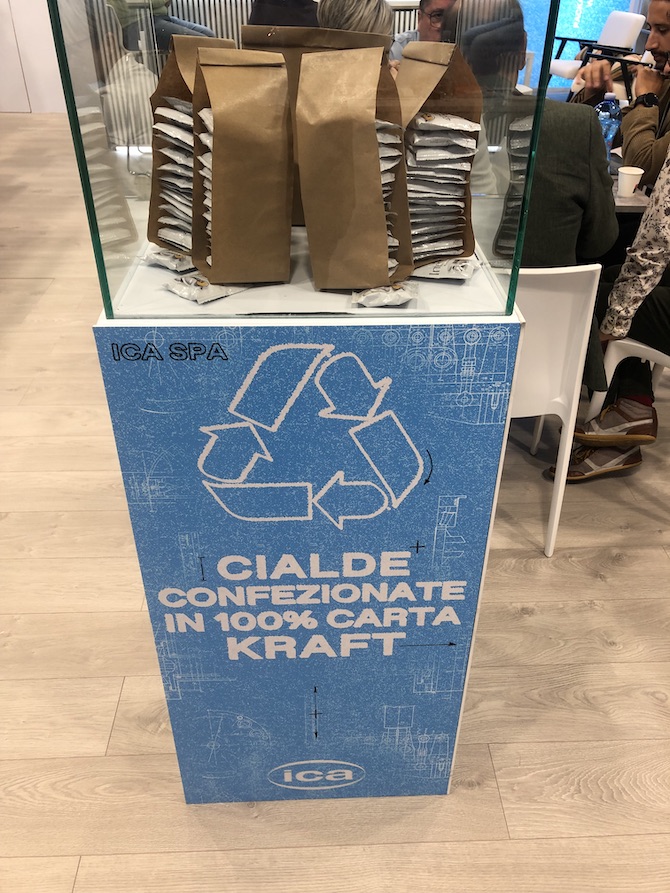 ICA SPA
CIALDE
CONFEZIONATE
IN 100% CARTA
KRAFT
ica